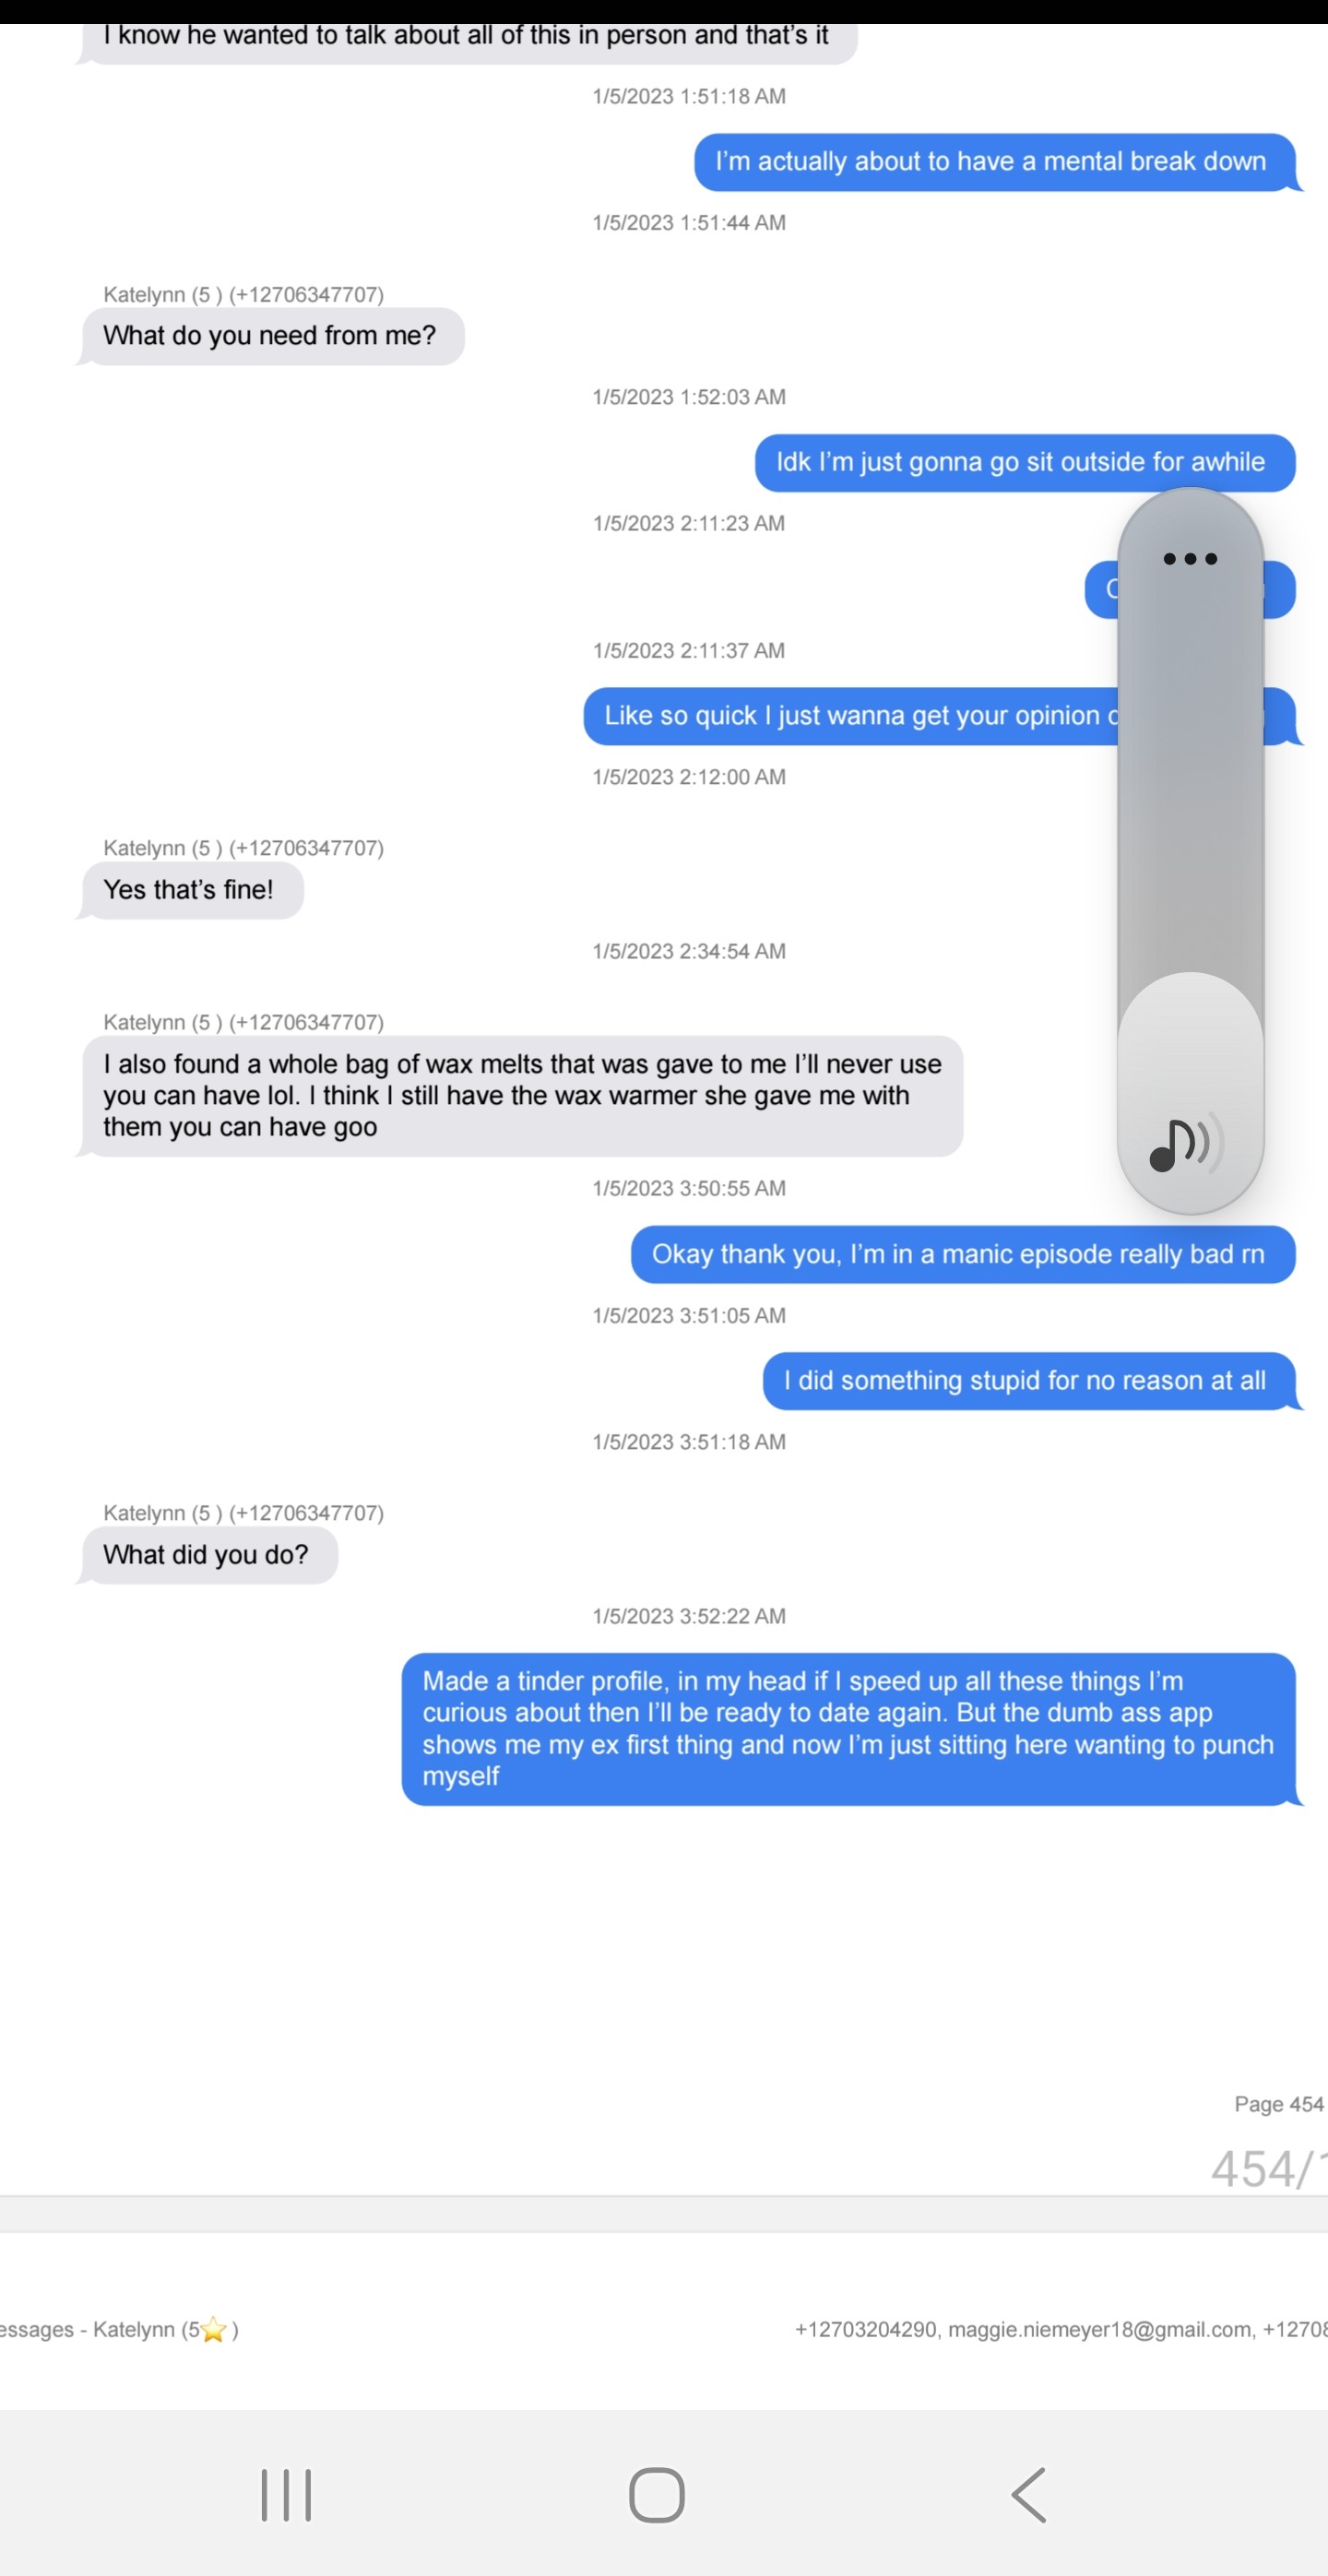 I know he wanted to talk about all of this in person and that's it
1/5/2023 1:51:18 AM
I'm actually about to have a mental break down
1/5/2023 1:51:44 AM
Katelynn (5 ) (+12706347707)
What do you need from me?
1/5/2023 1:52:03 AM
Idk I'm just gonna go sit outside for awhile
1/5/2023 2:11:23 AM
1/5/2023 2:11:37 AM
Like so quick I just wanna get your opinion
1/5/2023 2:12:00 AM
Katelynn (5 ) (+12706347707)
Yes that's fine!
1/5/2023 2:34:54 AM
Katelynn (5 ) (+12706347707)
I also found a whole bag of wax melts that was gave to me I'll never use
you can have lol. I think I still have the wax warmer she gave me with
them you can have goo
1/5/2023 3:50:55 AM
Okay thank you, I'm in a manic episode really bad rn
1/5/2023 3:51:05 AM
I did something stupid for no reason at all
1/5/2023 3:51:18 AM
Katelynn (5 ) (+12706347707)
What did you do?
1/5/2023 3:52:22 AM
Made a tinder profile, in my head if I speed up all these things I'm
curious about then I'll be ready to date again. But the dumb ass app
shows me my ex first thing and now I'm just sitting here wanting to punch
myself
Page 454
454/
essages - Katelynn (5⭐ )
+12703204290, maggie.niemeyer18@gmail.com, +1270